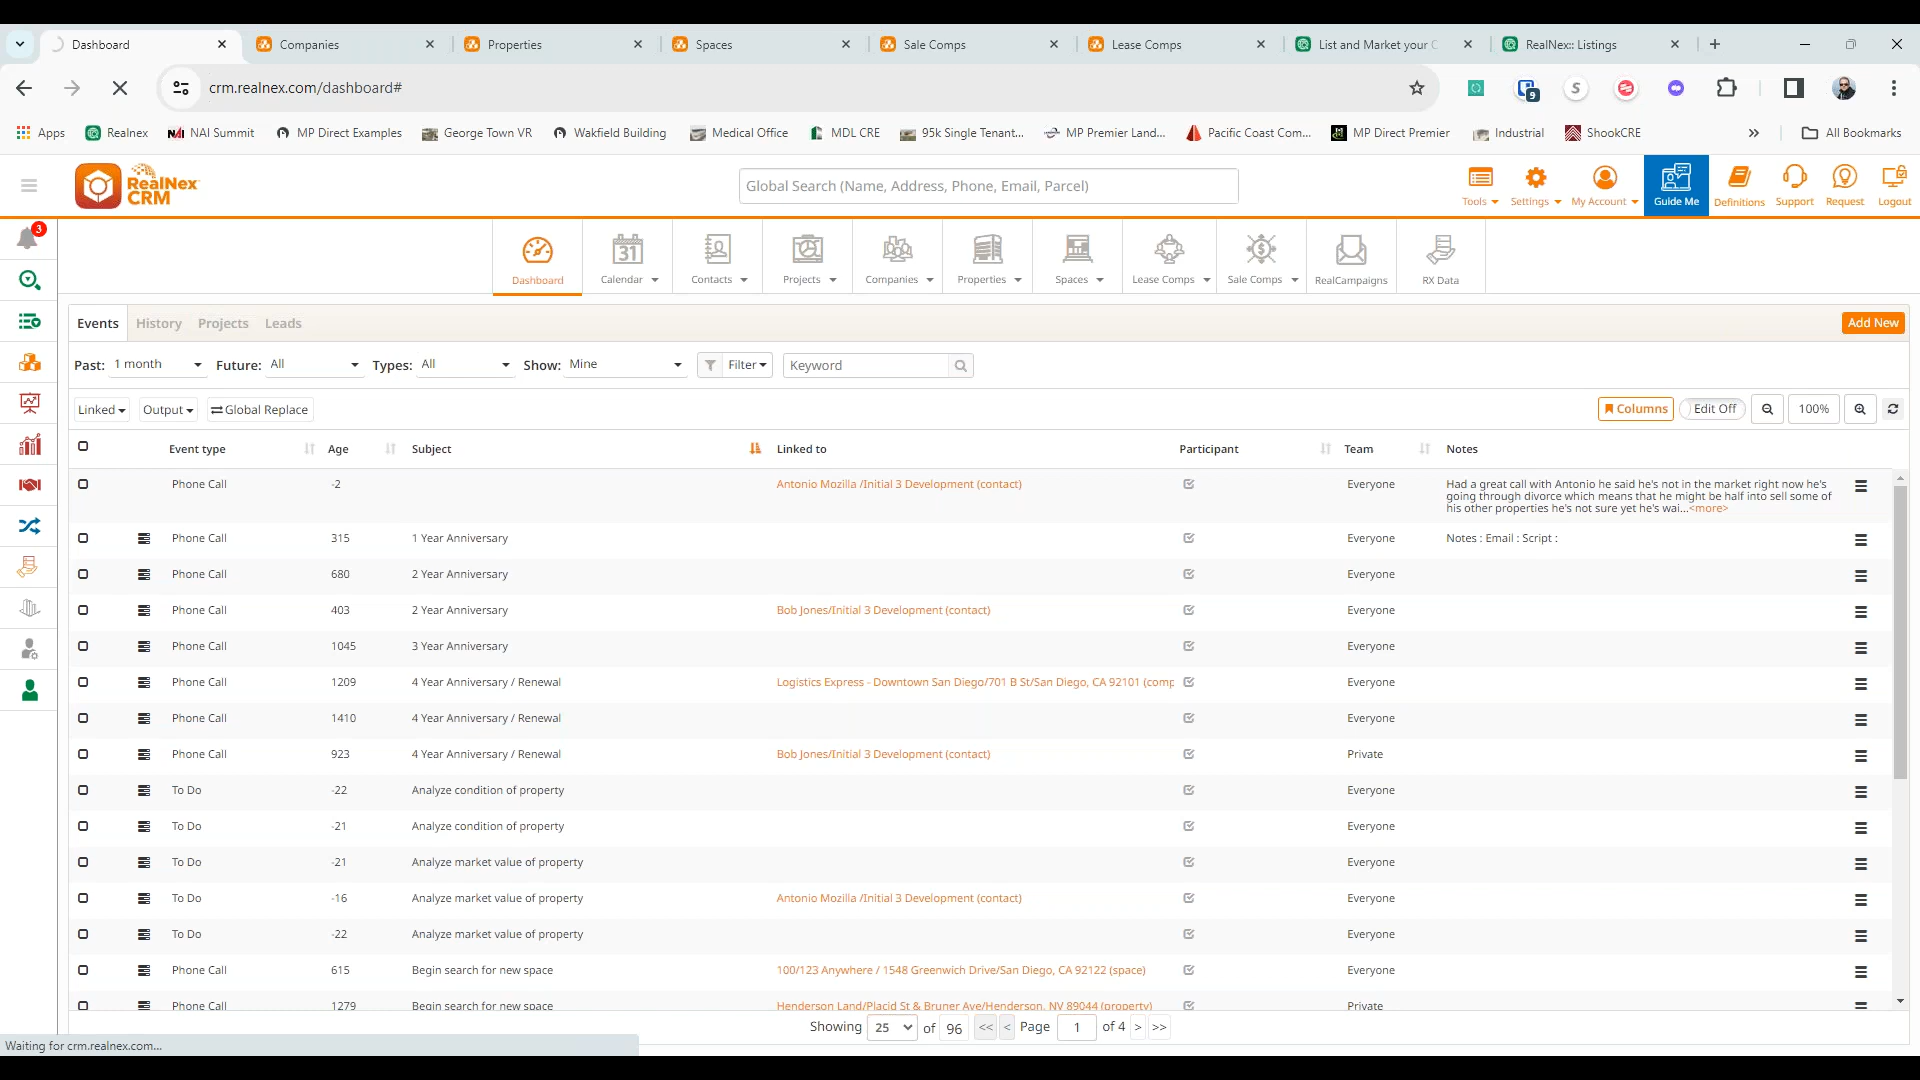 Dashboard
Companies
Properties
Spaces
Sale Comps
Lease Comps
List and Market your C
RealNex:: Listings
crm.realnex.com/dashboard#
9
Apps
Realnex
NAI Summit
MP Direct Examples
George Town VR
Wakfield Building
Medical Office
MDL CRE
95k Single Tenant...
MP Premier Land...
Pacific Coast Com...
MP Direct Premier
Industrial
ShookCRE
All Bookmarks
RealNex CRM
Global Search (Name, Address, Phone, Email, Parcel)
Tools
Settings
My Account
Guide Me
Definitions
Support
Request
Logout
3
Dashboard
31
Calendar
Contacts
Projects
Companies
Properties
Spaces
Lease Comps
Sale Comps
RealCampaigns
RX Data
Events History Projects Leads
Add New
Past: 1 month Future: All Types: All Show: Mine Filter Keyword
Linked Output Global Replace
Columns Edit Off 100%
Event type Age Subject Linked to Participant Team Notes
Phone Call -2 Antonio Mozilla /Initial 3 Development (contact) Everyone Had a great call with Antonio he said he's not in the market right now he's
going through divorce which means that he might be half into sell some of
his other properties he's not sure yet he's wai...<more>
Phone Call 315 1 Year Anniversary Everyone Notes : Email : Script :
Phone Call 680 2 Year Anniversary Everyone
Phone Call 403 2 Year Anniversary Bob Jones/Initial 3 Development (contact) Everyone
Phone Call 1045 3 Year Anniversary Everyone
Phone Call 1209 4 Year Anniversary / Renewal Logistics Express - Downtown San Diego/701 B St/San Diego, CA 92101 (comp Everyone
Phone Call 1410 4 Year Anniversary / Renewal Everyone
Phone Call 923 4 Year Anniversary / Renewal Bob Jones/Initial 3 Development (contact) Private
To Do -22 Analyze condition of property Everyone
To Do -21 Analyze condition of property Everyone
To Do -21 Analyze market value of property Everyone
To Do -16 Analyze market value of property Antonio Mozilla /Initial 3 Development (contact) Everyone
To Do -22 Analyze market value of property Everyone
Phone Call 615 Begin search for new space 100/123 Anywhere / 1548 Greenwich Drive/San Diego, CA 92122 (space) Everyone
Phone Call 1279 Begin search for new space Henderson Land/Placid St & Bruner Ave/Henderson, NV 89044 (property) Private
Showing 25 of 96 << < Page 1 of 4 > >>
Waiting for crm.realnex.com...